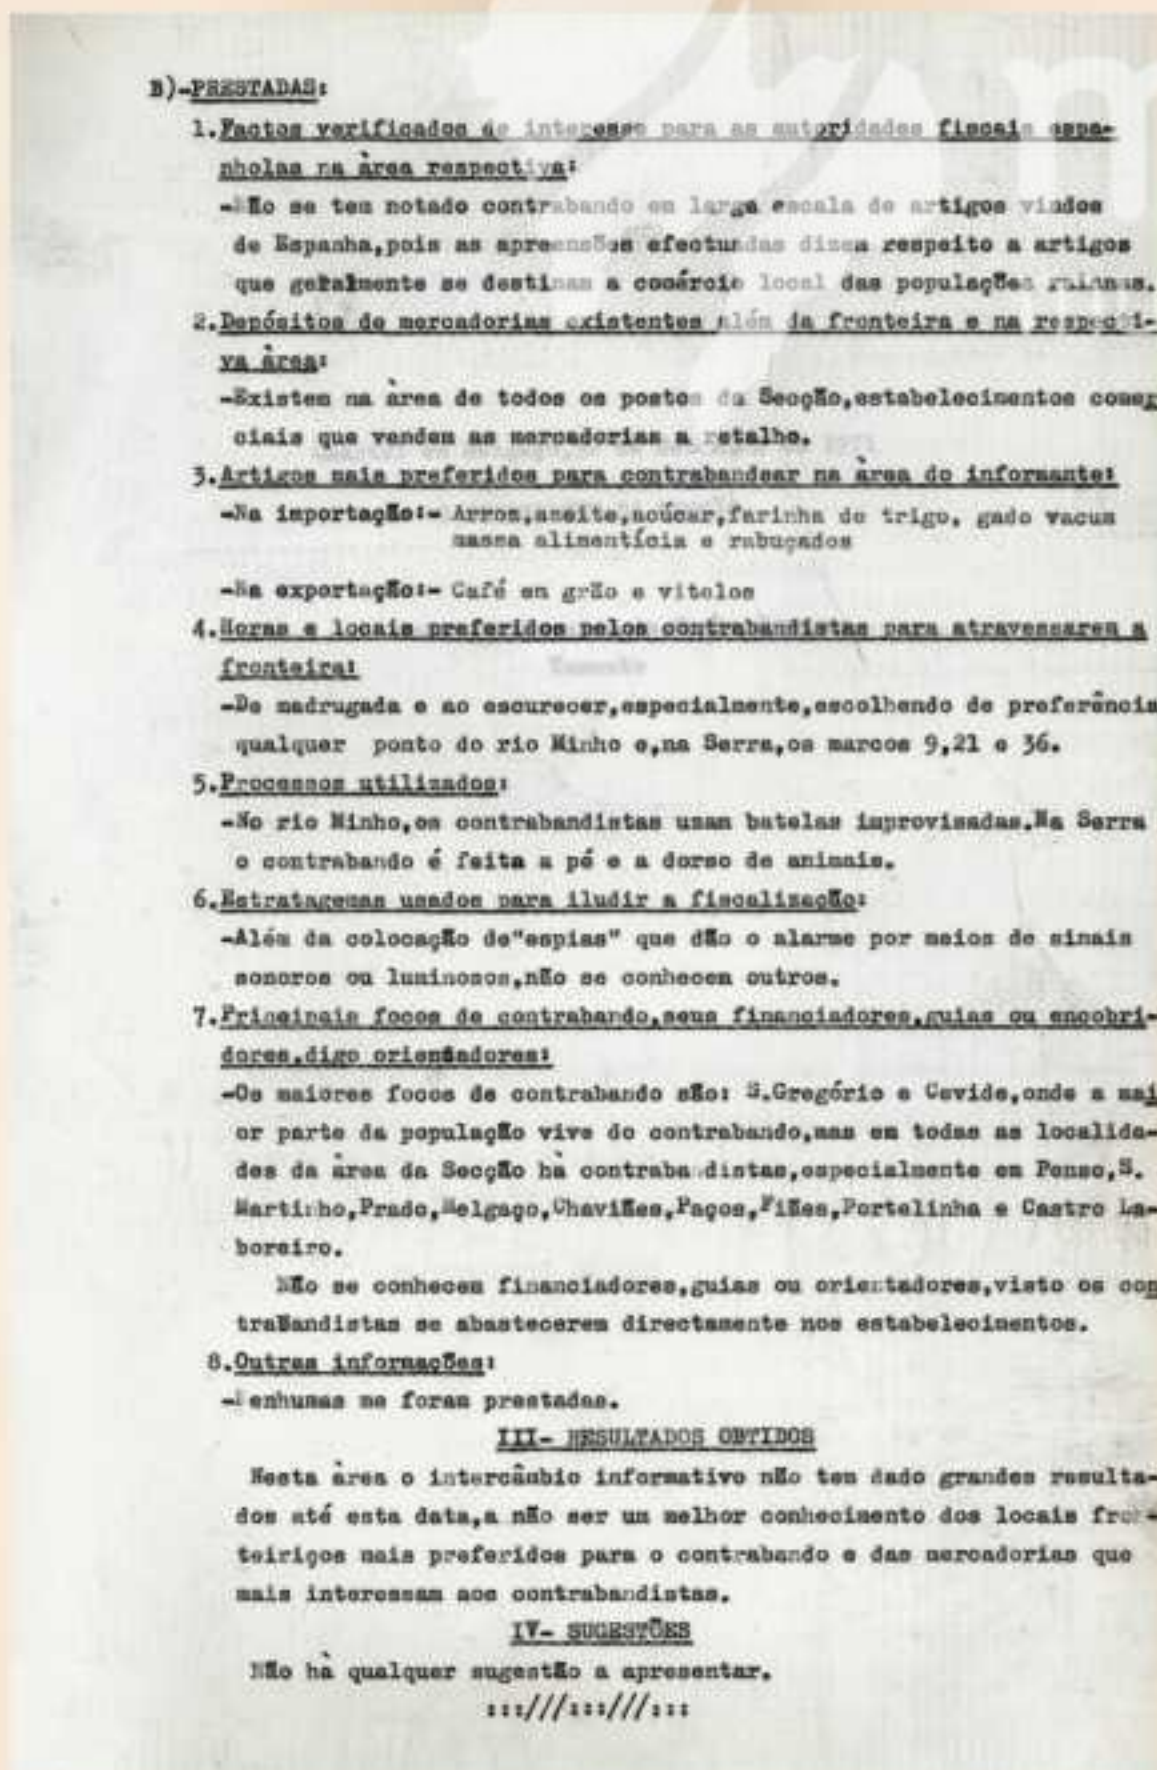 B)-PRESTADAS:
1.Factos verificados de interesse para as autoridades fiscais espa-
nholas na àrea respectiva:
-Não se tem notado contrabando em larga escala de artigos vindos
de Espanha,pois as apreensões efectuadas dizem respeito a artigos
que geralmente se destinam a comércio local das populações raianas.
2.Depósitos de mercadorias existentes além da fronteira e na respecti-
va àrea:
-Existem na àrea de todos os postos da Secção,estabelecimentos comer
ciais que vendem as mercadorias a retalho.
3.Artigos mais preferidos para contrabandear na àrea do informante:
-Na importação:- Arroz,azeite,açúcar,farinha de trigo, gado vacum
massa alimentícia e rabuçados
-Na exportação:- Café em grão e vitelos
4.Horas e locais preferidos pelos contrabandistas para atravessarem a
fronteira:
-De madrugada e ao escurecer,especialmente,escolhendo de preferência
qualquer ponto do rio Minho e,na Serra,os marcos 9,21 e 36.
5.Processos utilizados:
-No rio Minho,os contrabandistas usam batelas improvisadas.Na Serra
o contrabando é feita a pé e a dorso de animais.
6.Estratagemas usados para iludir a fiscalização:
-Além da colocação de"espias" que dão o alarme por meios de sinais
sonoros ou luminosos,não se conhecem outros.
7.Principais focos de contrabando,seus financiadores,guias ou encobri-
dores,digo orientadores:
-Os maiores focos de contrabando são: S.Gregório e Cevide,onde a mai
or parte da população vive do contrabando,mas em todas as localida-
des da àrea da Secção hà contrabandistas,especialmente em Penso,S.
Martinho,Prado,Melgaço,Chaviães,Paços,Fiães,Portelinha e Castro La-
boreiro.
Não se conhecem financiadores,guias ou orientadores,visto os con
trabandistas se abastecerem directamente nos estabelecimentos.
8.Outras informações:
-Nenhumas me foram prestadas.
III- RESULTADOS OBTIDOS
Nesta àrea o intercâmbio informativo não tem dado grandes resulta-
dos até esta data,a não ser um melhor conhecimento dos locais fron-
teiriços mais preferidos para o contrabando e das mercadorias que
mais interessam aos contrabandistas.
IV- SUGESTÕES
Não hà qualquer sugestão a apresentar.
:::///:::///:::